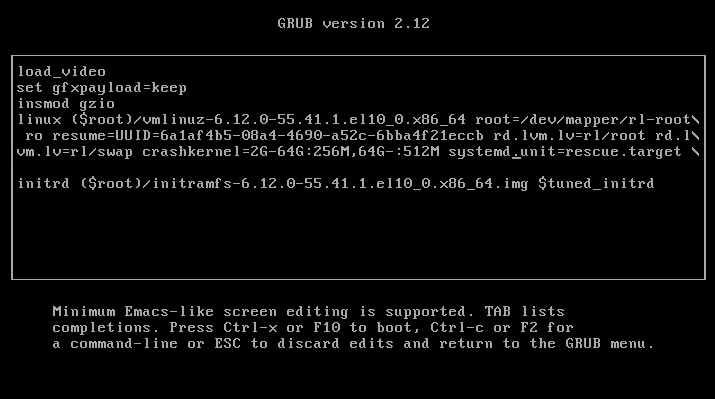 GRUB version 2.12
load_video
set gfxpayload=keep
insmod gzio
linux ($root)/vmlinuz-6.12.0-55.41.1.el10_0.x86_64 root=/dev/mapper/rl-root\
ro resume=UUID=6a1af4b5-08a4-4690-a52c-6bba4f21eccb rd.lvm.lv=rl/root rd.l\
vm.lv=rl/swap crashkernel=2G-64G:256M,64G-:512M systemd.unit=rescue.target \
initrd ($root)/initramfs-6.12.0-55.41.1.el10_0.x86_64.img $tuned_initrd
Minimum Emacs-like screen editing is supported. TAB lists
completions. Press Ctrl-x or F10 to boot, Ctrl-c or F2 for
a command-line or ESC to discard edits and return to the GRUB menu.